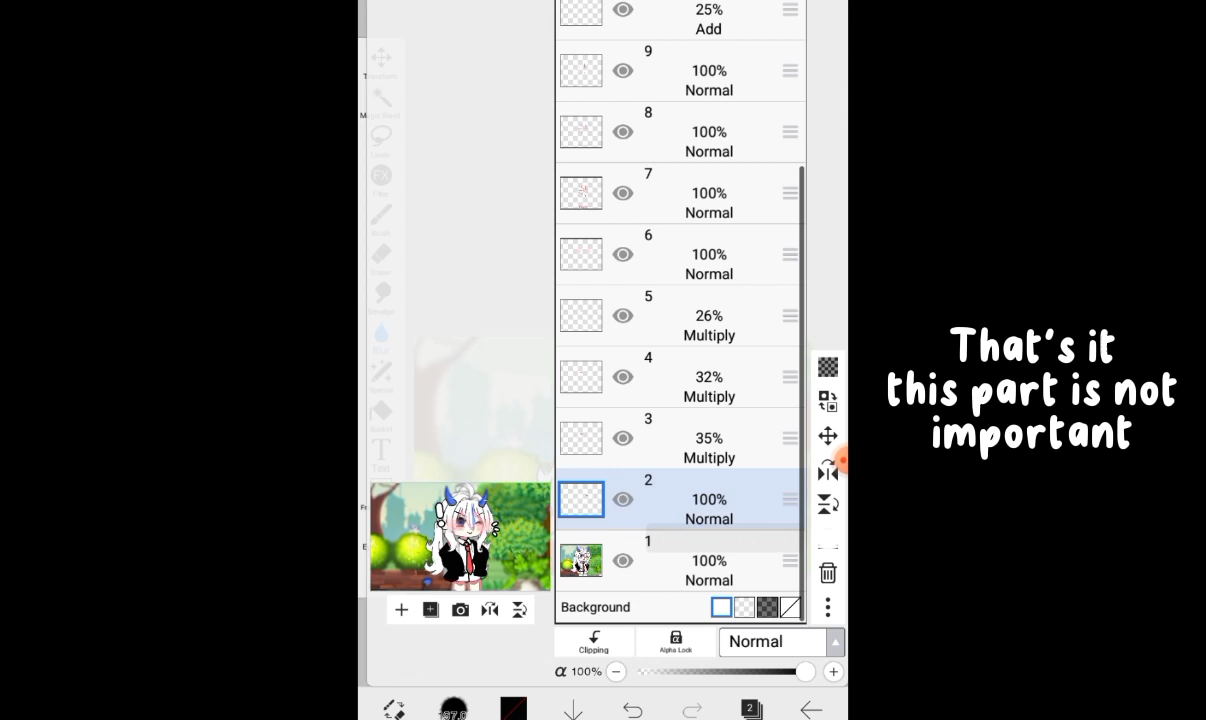 25%
Add
9
100%
Normal
8
100%
Normal
7
100%
Normal
6
100%
Normal
5
26%
Multiply
4
32%
Multiply
3
35%
Multiply
2
100%
Normal
1
100%
Normal
Background
Clipping
Alpha Lock
Normal
α 100%
2
Text
That's it
this part is not
important